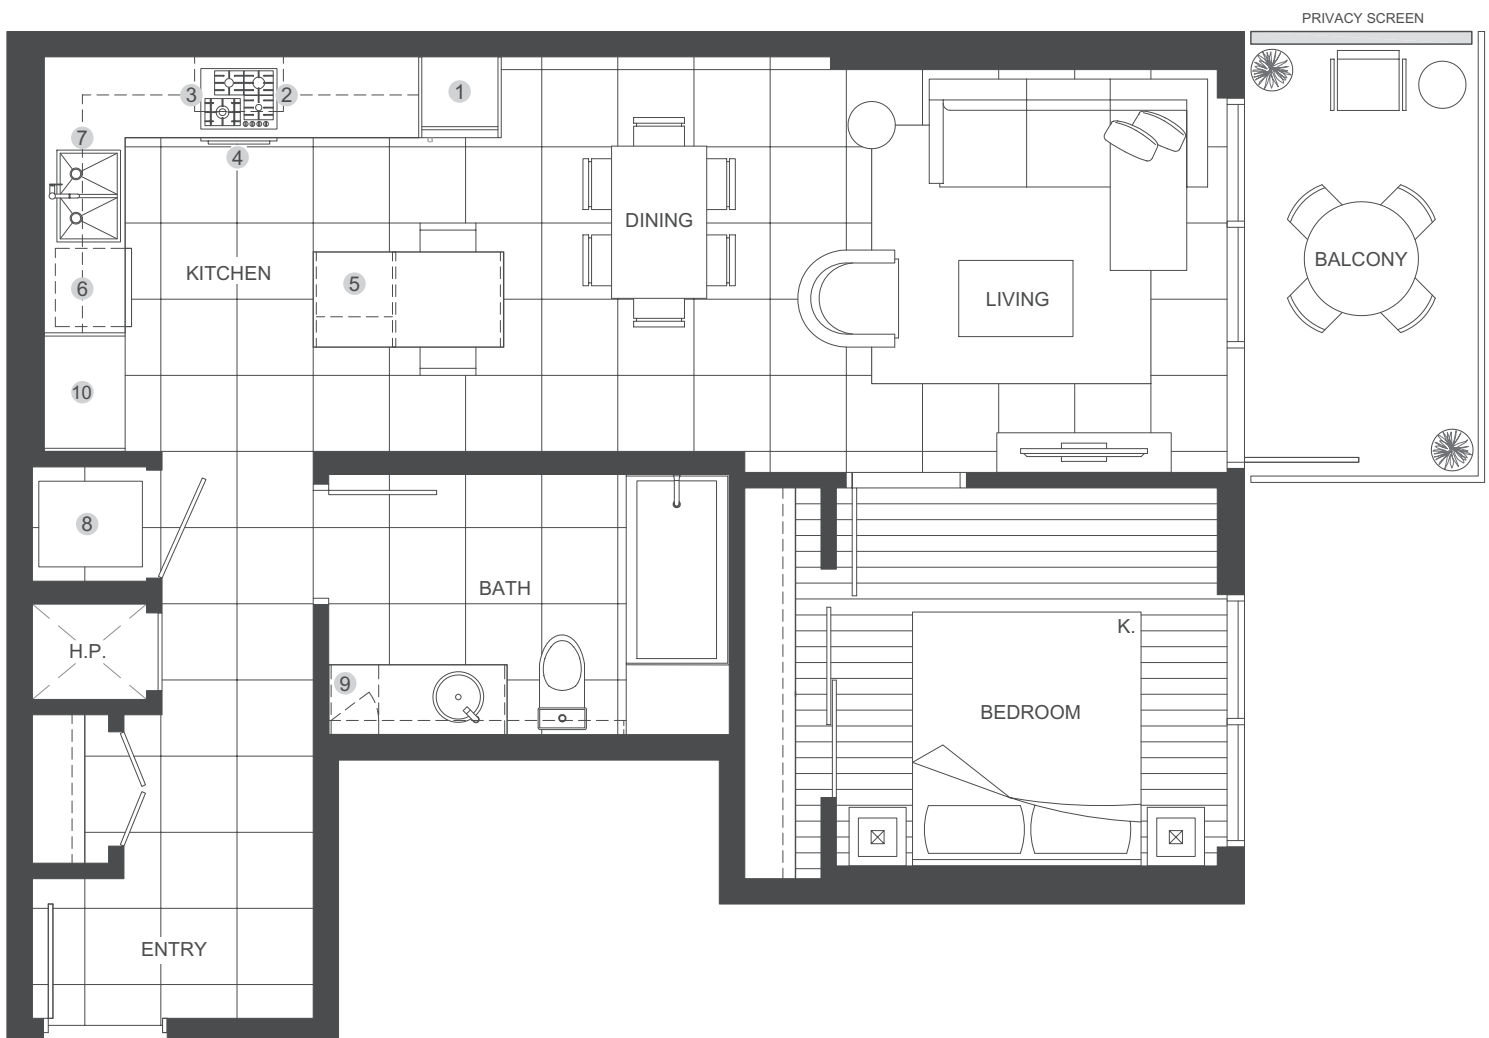 PRIVACY SCREEN
1
3
2
7
4
DINING
BALCONY
KITCHEN
5
6
LIVING
10
8
BATH
K.
H.P.
9
BEDROOM
ENTRY